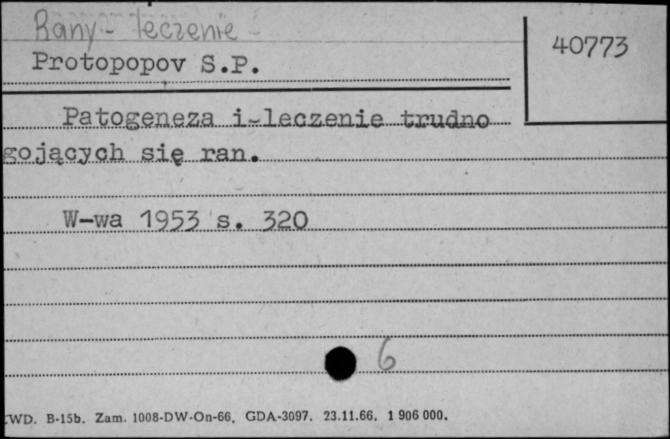 Rany - leczenie -
40773
Protopopov S.P.
Patogeneza i leczenie trudno
gojących się ran.
W-wa 1953 s. 320
6
WD. B-15b. Zam. 1008-DW-On-66. GDA-3097. 23.11.66. 1 906 000.